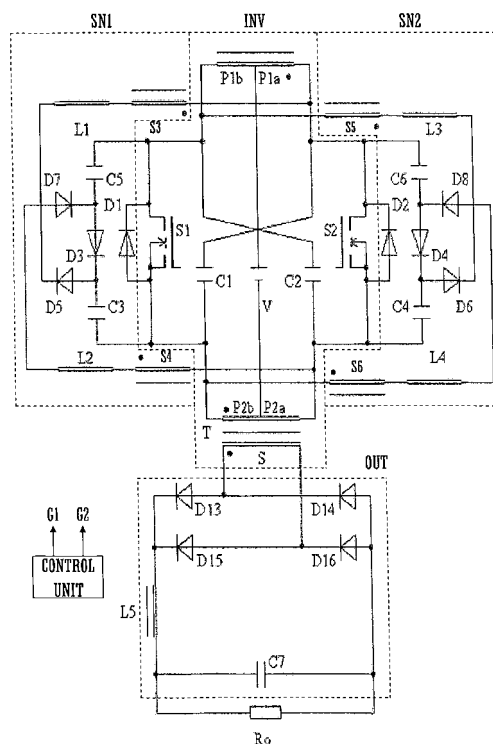 SN1 INV SN2
P1b P1a
L1 S3 S5 L3
C5 C6
D7 D1 S1 S2 D2 D8
D3 D4
C1 V C2
D5 C3 C4 D6
L2 S4 S6 L4
P2b P2a
T S OUT
D13 D14
G1 G2
D15 D16
CONTROL
UNIT
L5
C7
Ro